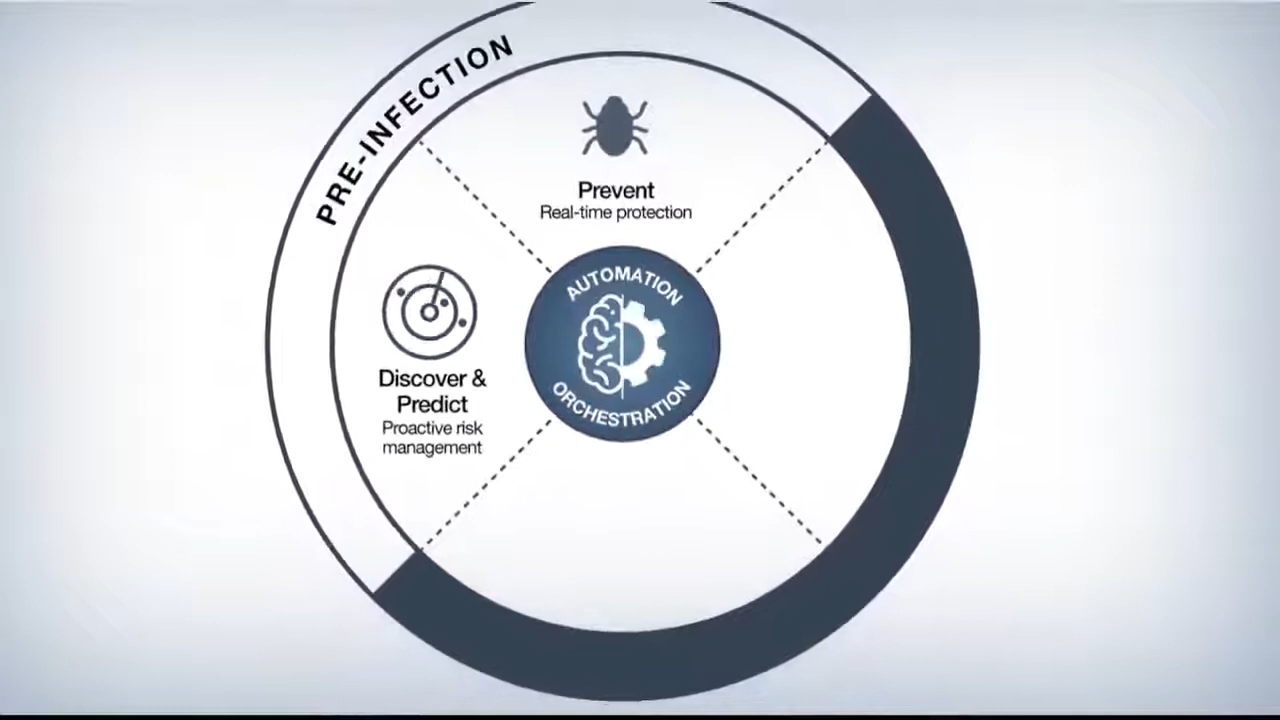 PRE-INFECTION
Prevent
Real-time protection
AUTOMATION
ORCHESTRATION
Discover &
Predict
Proactive risk
management